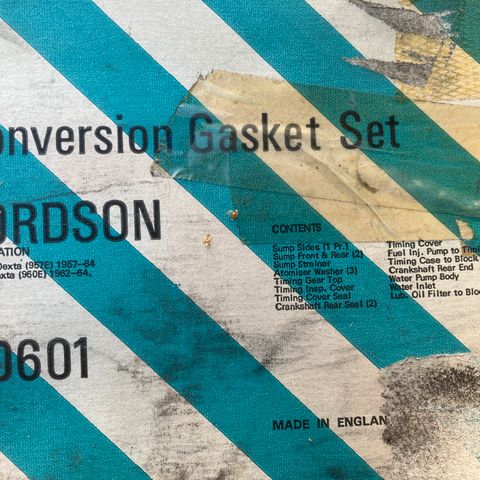 onversion Gasket Set
ORDSON
ATION
Dexta (957E) 1957–64
exta (960E) 1962–64.
0601
CONTENTS
Sump Sides (1 Pr.)
Sump Front & Rear (2)
Sump Strainer
Atomiser Washer (3)
Timing Gear Top
Timing Insp. Cover
Timing Cover Seal
Crankshaft Rear Seal (2)
Timing Cover
Fuel Inj. Pump to Timin
Timing Case to Block
Crankshaft Rear End
Water Pump Body
Water Inlet
Lub. Oil Filter to Bloc
MADE IN ENGLAN